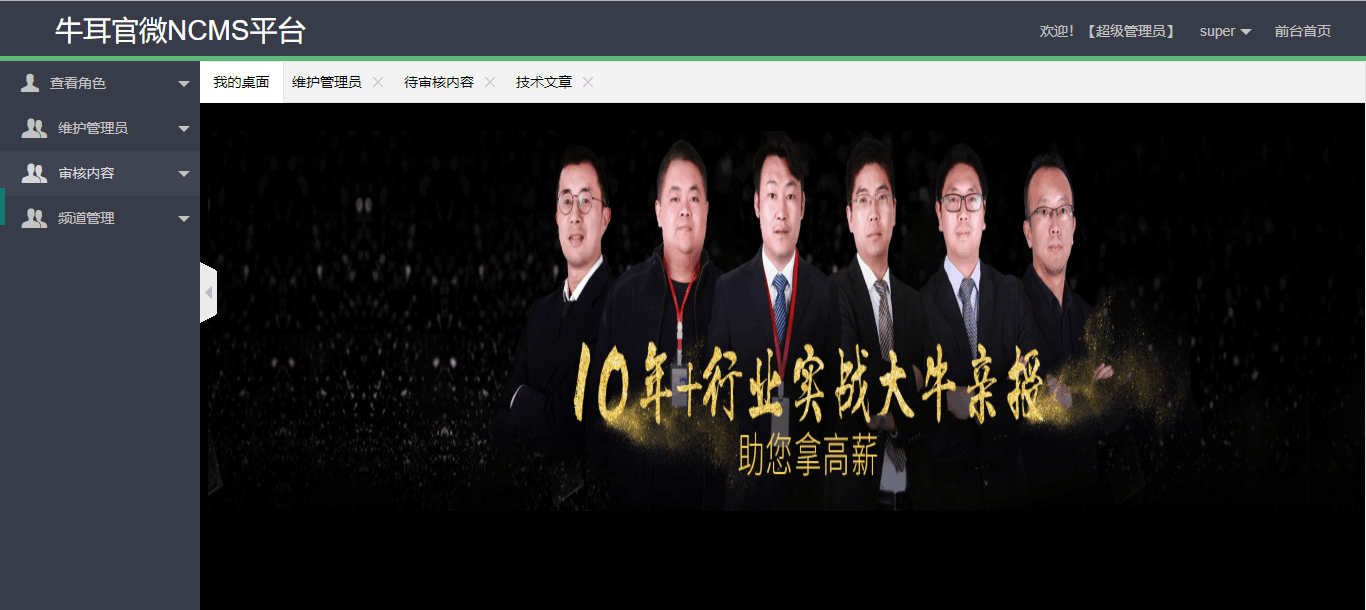 牛耳官微NCMS平台
欢迎！【超级管理员】 super 前台首页
查看角色
维护管理员
审核内容
频道管理
我的桌面 维护管理员 待审核内容 技术文章
10年+行业实战大牛亲授
助您拿高薪